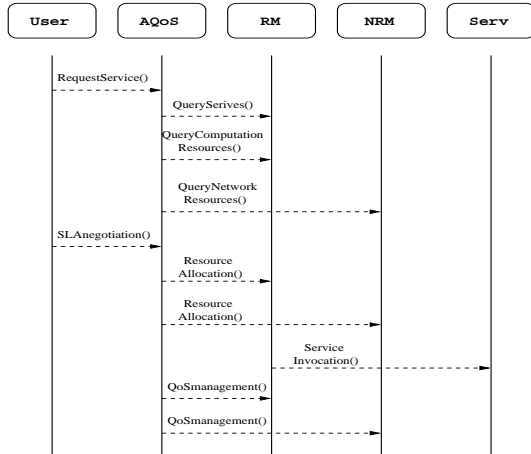 User AQoS RM NRM Serv
RequestService()
QuerySerives()
QueryComputation
Resources()
QueryNetwork
Resources()
SLAnegotiation()
Resource
Allocation()
Resource
Allocation()
Service
Invocation()
QoSmanagement()
QoSmanagement()